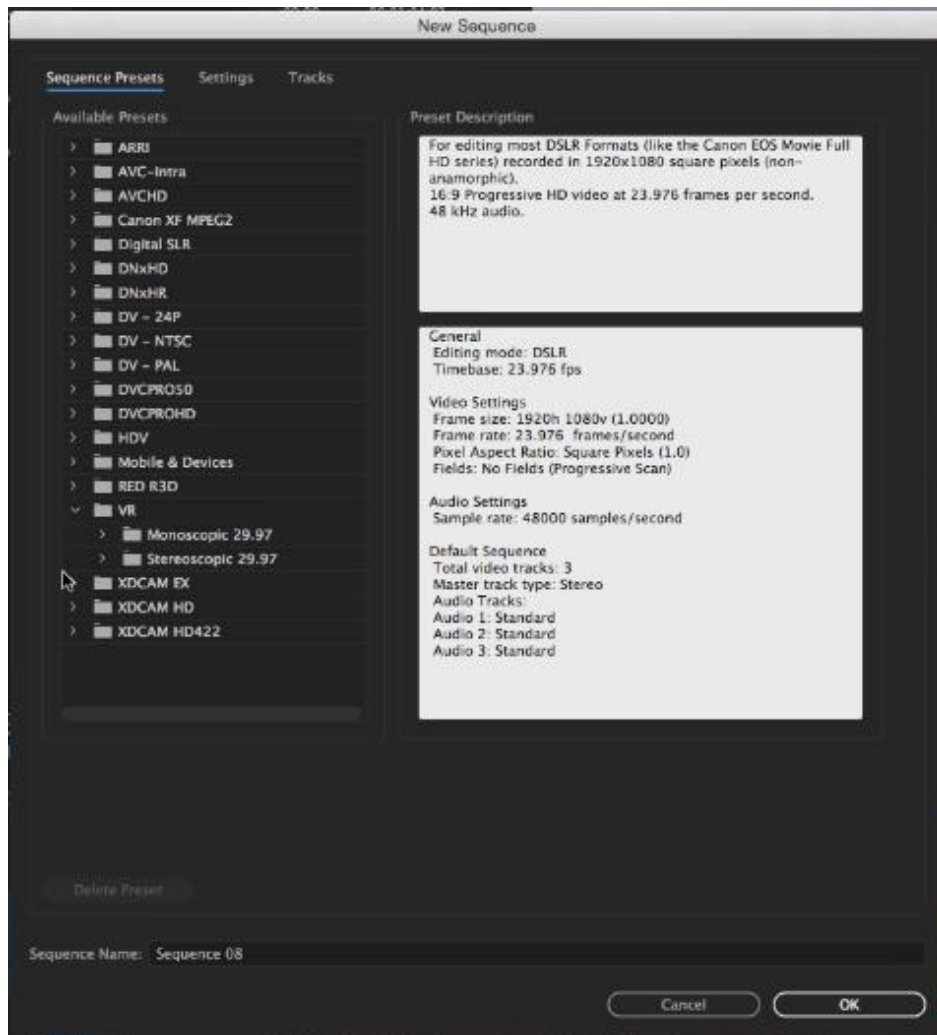 New Sequence
Sequence Presets Settings Tracks
Available Presets
ARRI
AVC-Intra
AVCHD
Canon XF MPEG2
Digital SLR
DNxHD
DNxHR
DV - 24P
DV - NTSC
DV - PAL
DVCPRO50
DVCPROHD
HDV
Mobile & Devices
RED R3D
VR
Monoscopic 29.97
Stereoscopic 29.97
XDCAM EX
XDCAM HD
XDCAM HD422
Preset Description
For editing most DSLR Formats (like the Canon EOS Movie Full
HD series) recorded in 1920x1080 square pixels (non-
anamorphic).
16:9 Progressive HD video at 23.976 frames per second.
48 kHz audio.
General
Editing mode: DSLR
Timebase: 23.976 fps
Video Settings
Frame size: 1920h 1080v (1.0000)
Frame rate: 23.976 frames/second
Pixel Aspect Ratio: Square Pixels (1.0)
Fields: No Fields (Progressive Scan)
Audio Settings
Sample rate: 48000 samples/second
Default Sequence
Total video tracks: 3
Master track type: Stereo
Audio Tracks:
Audio 1: Standard
Audio 2: Standard
Audio 3: Standard
Delete Preset
Sequence Name: Sequence 08
Cancel OK